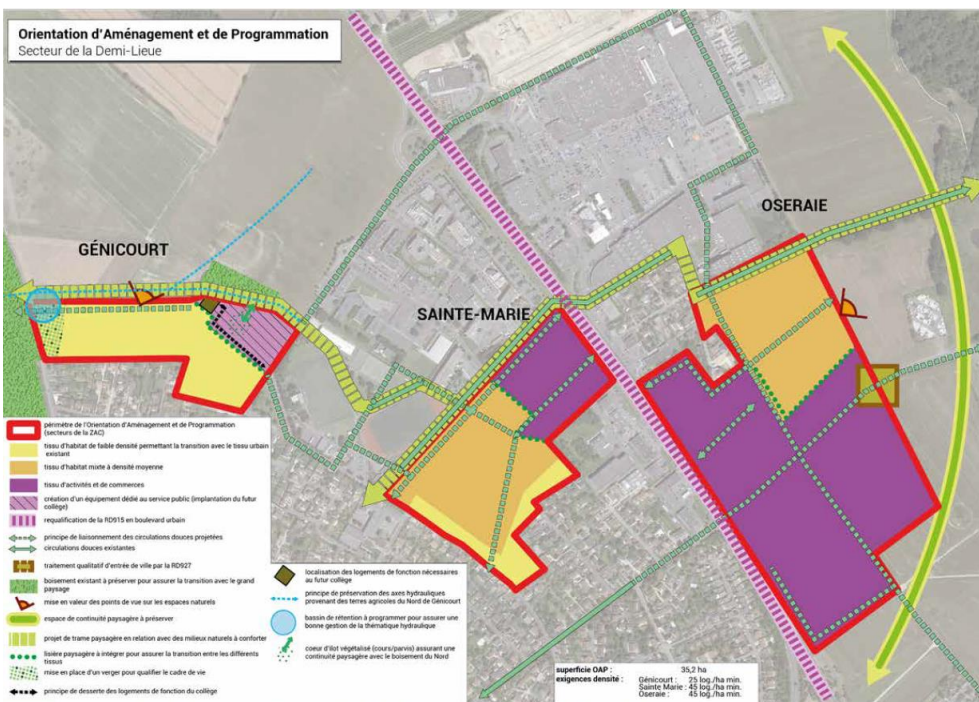 Orientation d'Aménagement et de Programmation
Secteur de la Demi-Lieue
GÉNICOURT
SAINTE-MARIE
OSERAIE
périmètre de l'Orientation d'Aménagement et de Programmation
(secteurs de la ZAC)
tissu d'habitat de faible densité permettant la transition avec le tissu urbain
existant
tissu d'habitat mixte à densité moyenne
tissu d'activités et de commerces
création d'un équipement dédié au service public (implantation du futur
collège)
requalification de la RD915 en boulevard urbain
principe de liaisonnement des circulations douces projetées
circulations douces existantes
traitement qualitatif d'entrée de ville par la RD927
boisement existant à préserver pour assurer la transition avec le grand
paysage
mise en valeur des points de vue sur les espaces naturels
espace de continuité paysagère à préserver
projet de trame paysagère en relation avec des milieux naturels à conforter
lisière paysagère à intégrer pour assurer la transition entre les différents
tissus
mise en place d'un verger pour qualifier le cadre de vie
principe de desserte des logements de fonction du collège
localisation des logements de fonction nécessaires
au futur collège
principe de préservation des axes hydrauliques
provenant des terres agricoles du Nord de Génicourt
bassin de rétention à programmer pour assurer une
bonne gestion de la thématique hydraulique
coeur d'îlot végétalisé (cours/parvis) assurant une
continuité paysagère avec le boisement du Nord
superficie OAP : 35,2 ha
exigences densité : Génicourt : 25 log./ha min.
Sainte Marie : 45 log./ha min.
Oseraie : 45 log./ha min.